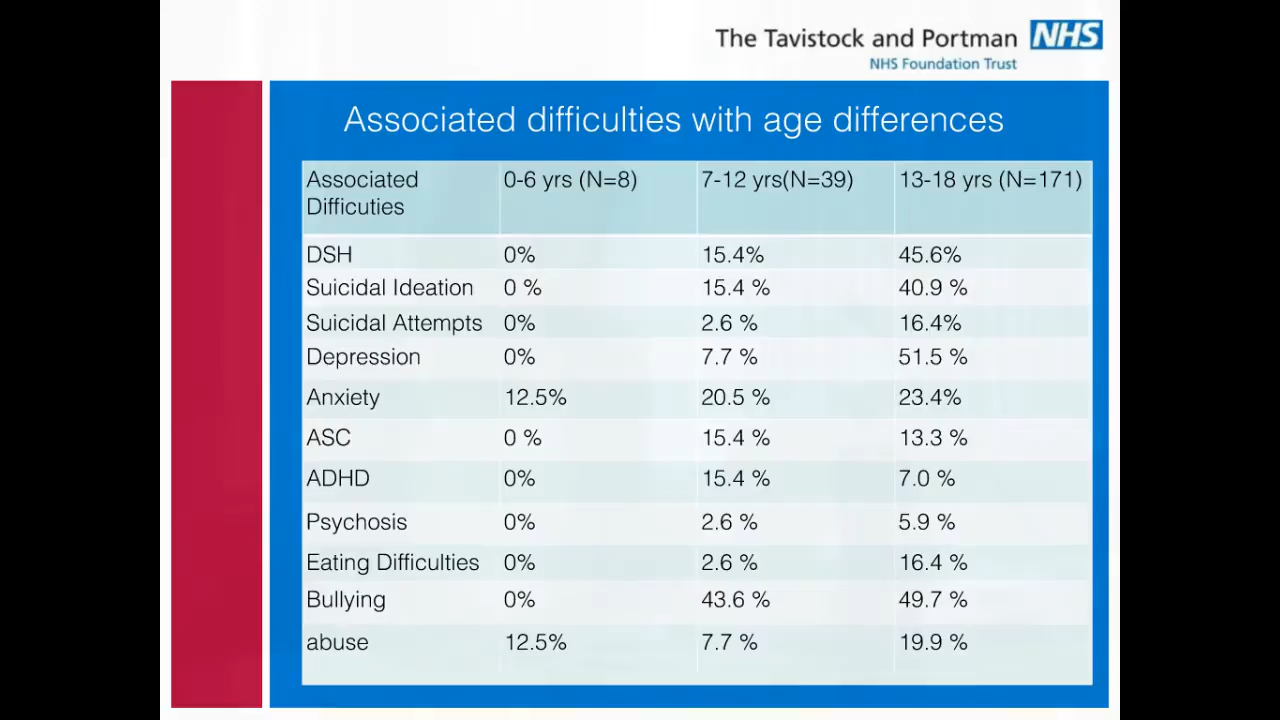 The Tavistock and Portman NHS
NHS Foundation Trust
Associated difficulties with age differences
Associated Difficuties 0-6 yrs (N=8) 7-12 yrs(N=39) 13-18 yrs (N=171)
DSH 0% 15.4% 45.6%
Suicidal Ideation 0 % 15.4 % 40.9 %
Suicidal Attempts 0% 2.6 % 16.4%
Depression 0% 7.7 % 51.5 %
Anxiety 12.5% 20.5 % 23.4%
ASC 0 % 15.4 % 13.3 %
ADHD 0% 15.4 % 7.0 %
Psychosis 0% 2.6 % 5.9 %
Eating Difficulties 0% 2.6 % 16.4 %
Bullying 0% 43.6 % 49.7 %
abuse 12.5% 7.7 % 19.9 %